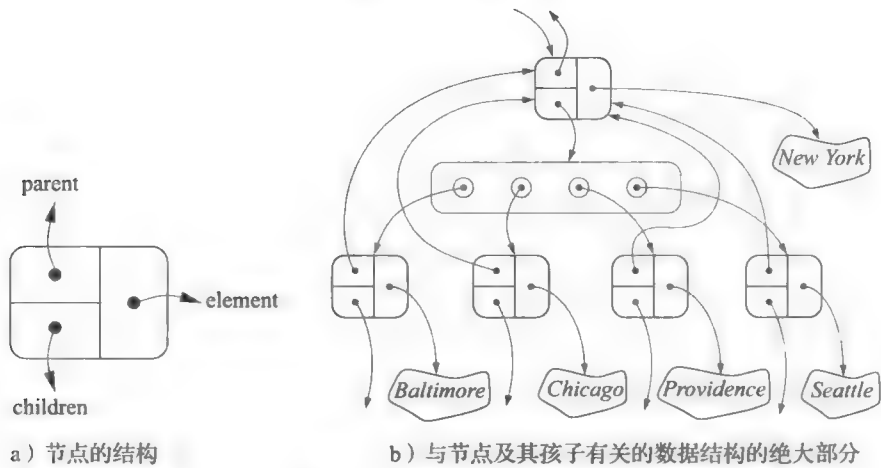 New York
parent
element
children
Baltimore
Chicago
Providence
Seattle
a）节点的结构
b）与节点及其孩子有关的数据结构的绝大部分